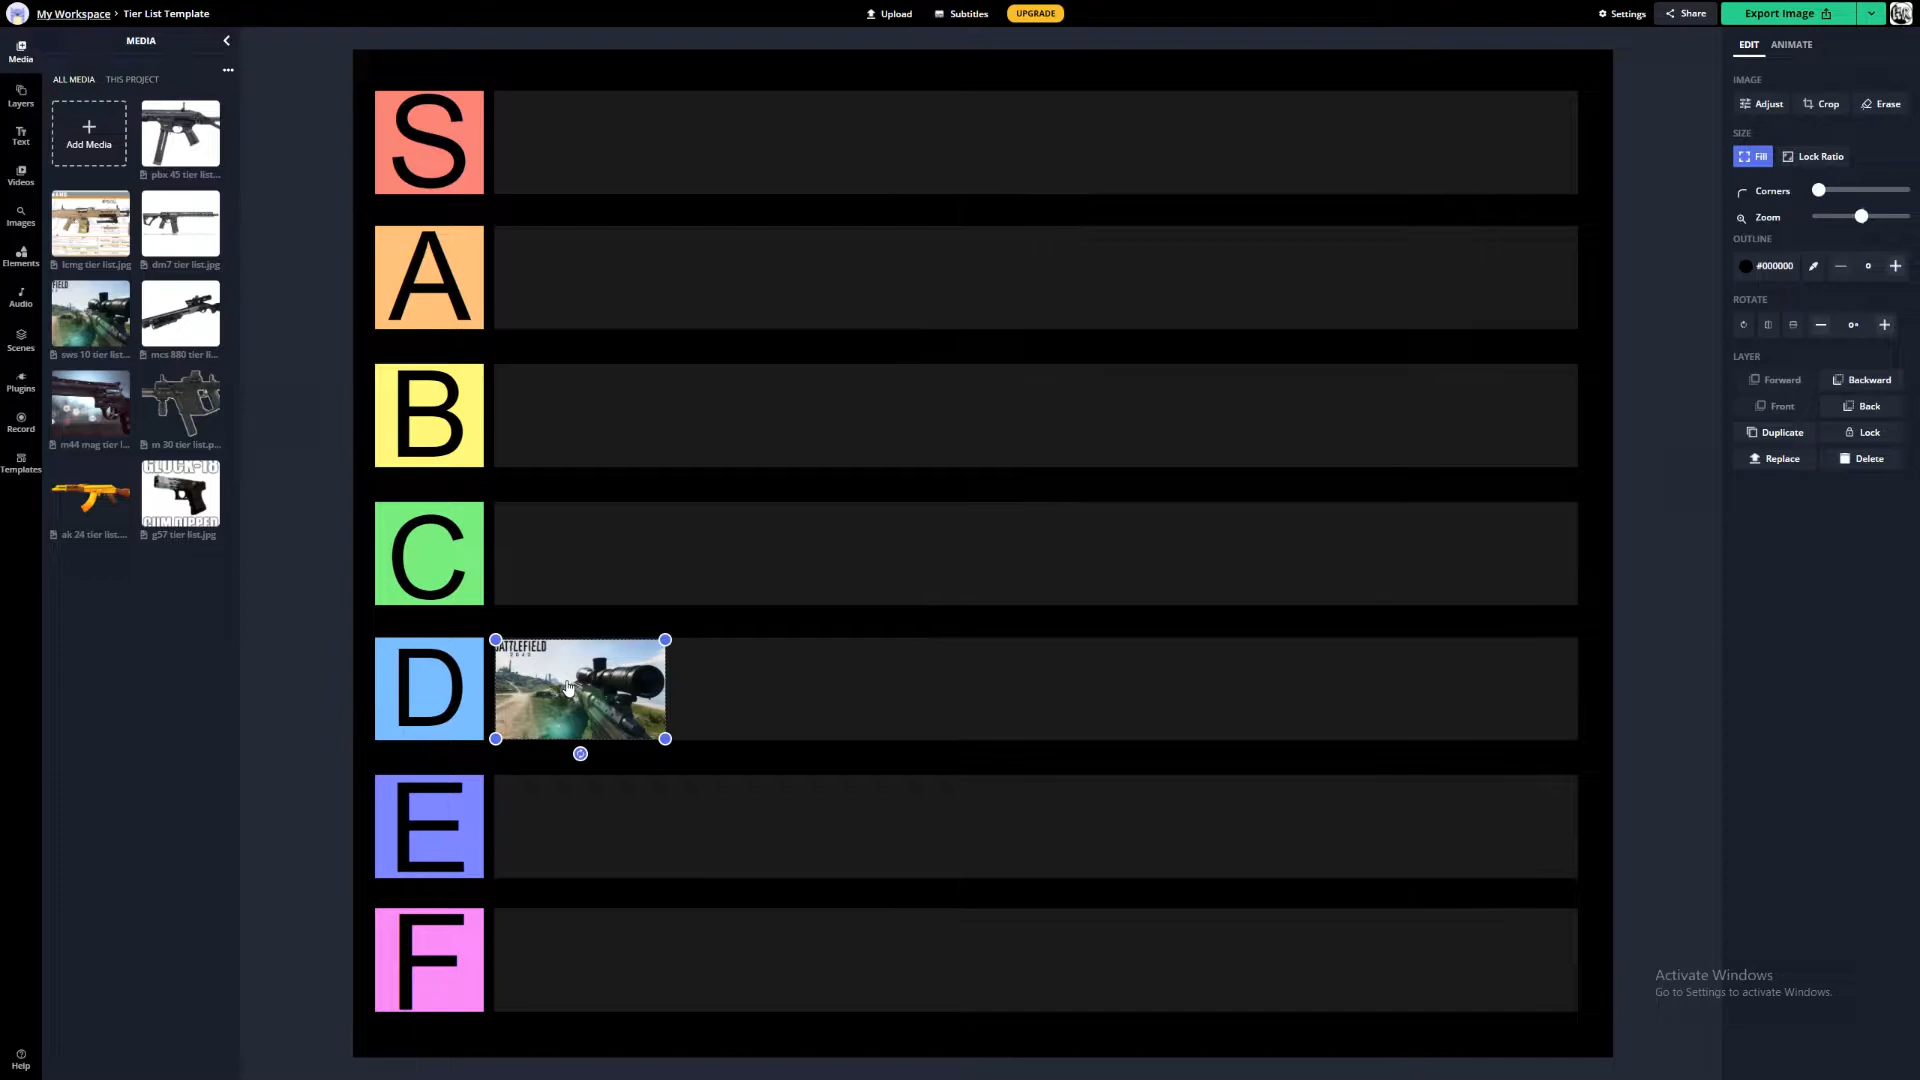 My Workspace › Tier List Template
Upload
Subtitles
UPGRADE
Settings
Share
Export Image
MEDIA
ALL MEDIA
THIS PROJECT
Media
Layers
Text
Videos
Images
Elements
Audio
Scenes
Plugins
Record
Templates
Help
Add Media
pbx 45 tier list...
lcmg tier list.jpg
dm7 tier list.jpg
sws 10 tier list...
mcs 880 tier li...
m44 mag tier l...
m 30 tier list.p...
ak 24 tier list....
GLOCK-18
CUM DIPPED
g57 tier list.jpg
S
A
B
C
D
BATTLEFIELD
2042
E
F
EDIT
ANIMATE
IMAGE
Adjust
Crop
Erase
SIZE
Fill
Lock Ratio
Corners
Zoom
OUTLINE
#000000
0
ROTATE
0°
LAYER
Forward
Backward
Front
Back
Duplicate
Lock
Replace
Delete
Activate Windows
Go to Settings to activate Windows.